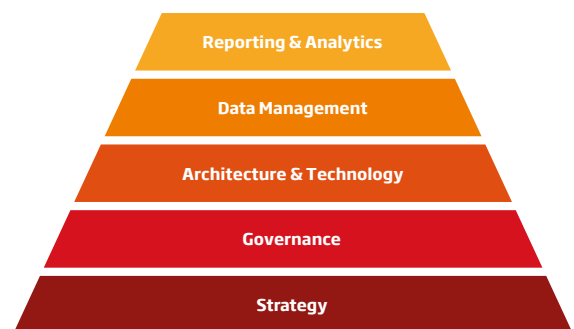 Reporting & Analytics
Data Management
Architecture & Technology
Governance
Strategy